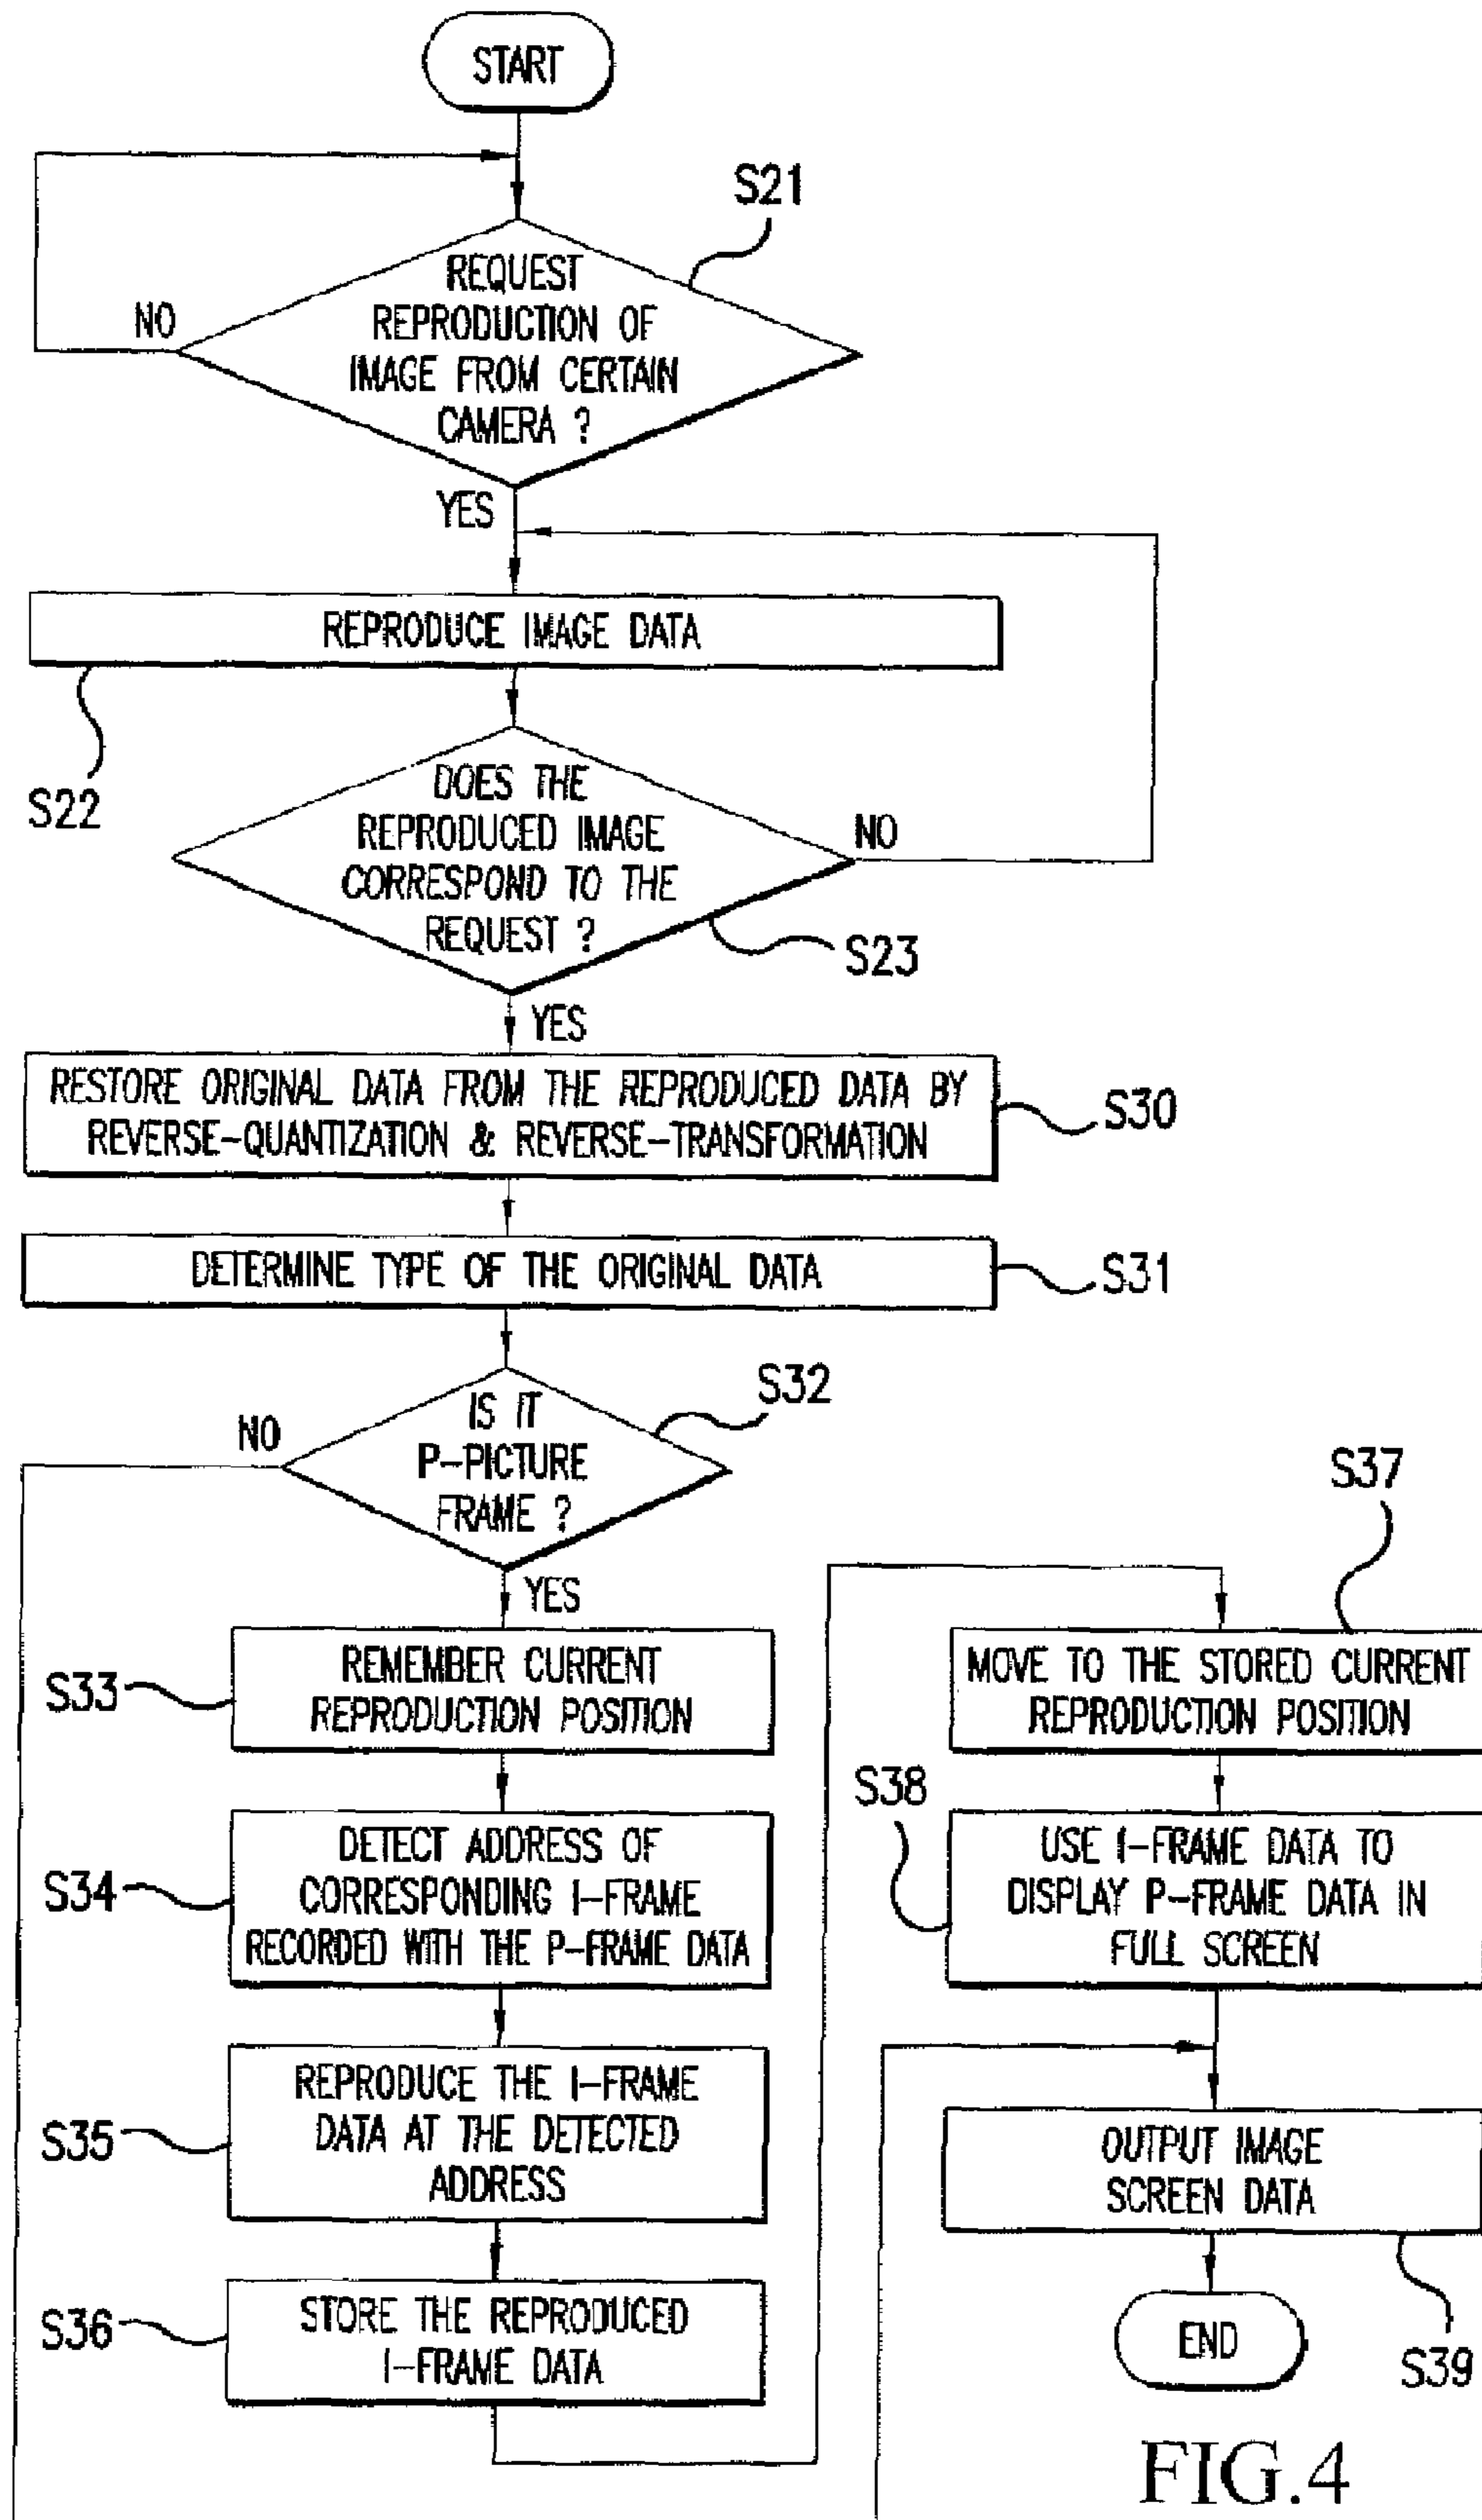 START
S21
REQUEST
REPRODUCTION OF
IMAGE FROM CERTAIN
CAMERA ?
NO
YES
REPRODUCE IMAGE DATA
S22
DOES THE
REPRODUCED IMAGE
CORRESPOND TO THE
REQUEST ?
NO
S23
YES
RESTORE ORIGINAL DATA FROM THE REPRODUCED DATA BY
REVERSE-QUANTIZATION & REVERSE-TRANSFORMATION
S30
DETERMINE TYPE OF THE ORIGINAL DATA
S31
IS IT
P-PICTURE
FRAME ?
S32
NO
YES
REMEMBER CURRENT
REPRODUCTION POSITION
S33
DETECT ADDRESS OF
CORRESPONDING I-FRAME
RECORDED WITH THE P-FRAME DATA
S34
REPRODUCE THE I-FRAME
DATA AT THE DETECTED
ADDRESS
S35
STORE THE REPRODUCED
I-FRAME DATA
S36
S37
MOVE TO THE STORED CURRENT
REPRODUCTION POSITION
S38
USE I-FRAME DATA TO
DISPLAY P-FRAME DATA IN
FULL SCREEN
OUTPUT IMAGE
SCREEN DATA
S39
END
FIG.4